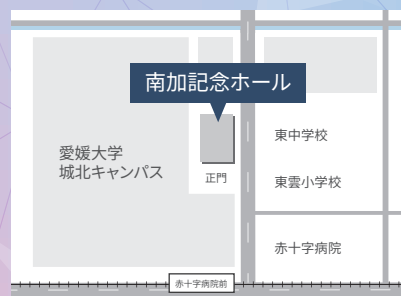 南加記念ホール
愛媛大学
城北キャンパス
正門
東中学校
東雲小学校
赤十字病院
赤十字病院前